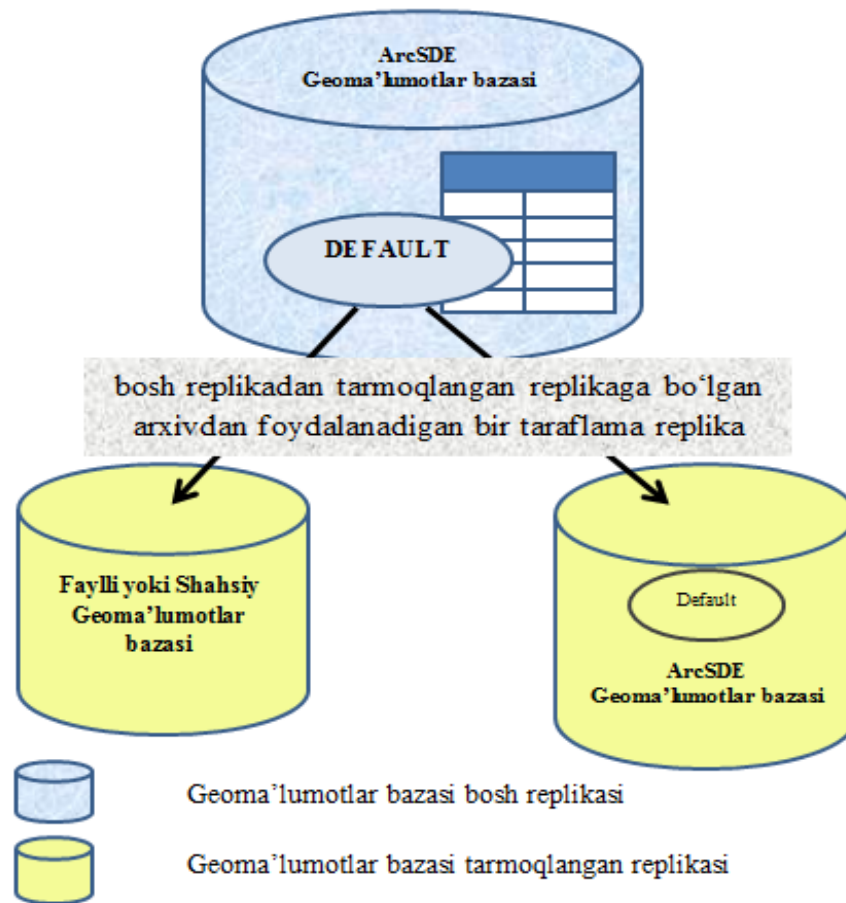 ArcSDE
Geoma’lumotlar bazasi
DEFAULT
bosh replikadan tarmoqlangan replikaga bo‘lgan
arxivdan foydalanadigan bir taraflama replika
Faylli yoki Shahsiy
Geoma’lumotlar
bazasi
Default
ArcSDE
Geoma’lumotlar bazasi
Geoma’lumotlar bazasi bosh replikasi
Geoma’lumotlar bazasi tarmoqlangan replikasi